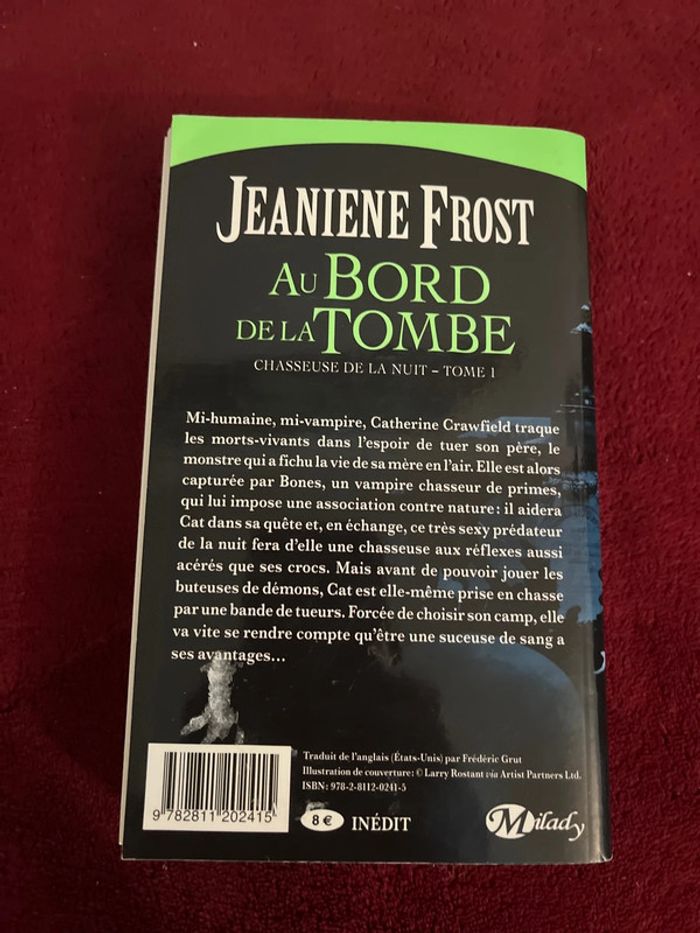 JEANIENE FROST
AU BORD
DE LA TOMBE
CHASSEUSE DE LA NUIT – TOME 1
Mi-humaine, mi-vampire, Catherine Crawfield traque
les morts-vivants dans l'espoir de tuer son père, le
monstre qui a fichu la vie de sa mère en l'air. Elle est alors
capturée par Bones, un vampire chasseur de primes,
qui lui impose une association contre nature : il aidera
Cat dans sa quête et, en échange, ce très sexy prédateur
de la nuit fera d'elle une chasseuse aux réflexes aussi
acérés que ses crocs. Mais avant de pouvoir jouer les
buteuses de démons, Cat est elle-même prise en chasse
par une bande de tueurs. Forcée de choisir son camp, elle
va vite se rendre compte qu'être une suceuse de sang a
ses avantages…
Traduit de l'anglais (États-Unis) par Frédéric Grut
Illustration de couverture : © Larry Rostant via Artist Partners Ltd.
ISBN : 978-2-8112-0241-5
9 782811 202415
8 € INÉDIT
Milady